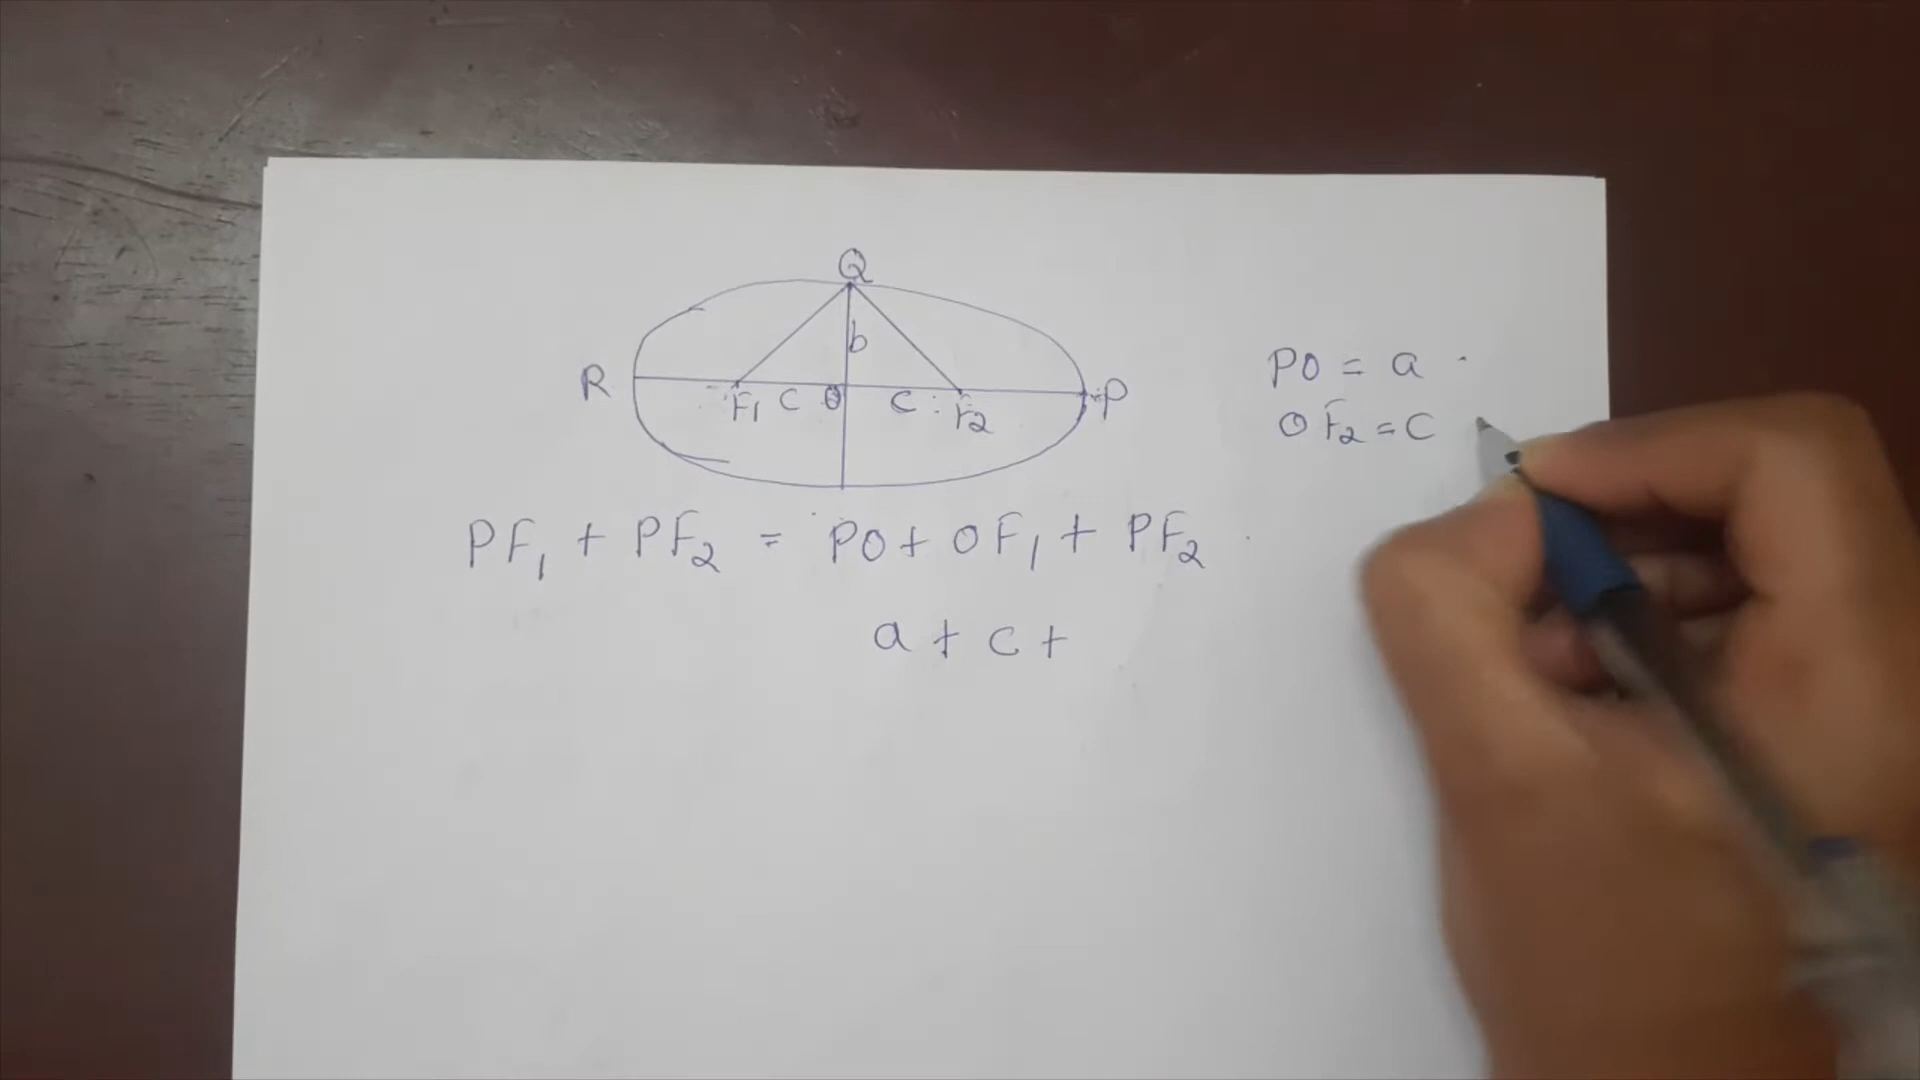 Q
b
R F₁ C O C F₂ P
PO = a
OF₂ = C
PF₁ + PF₂ = PO + OF₁ + PF₂
a + c +